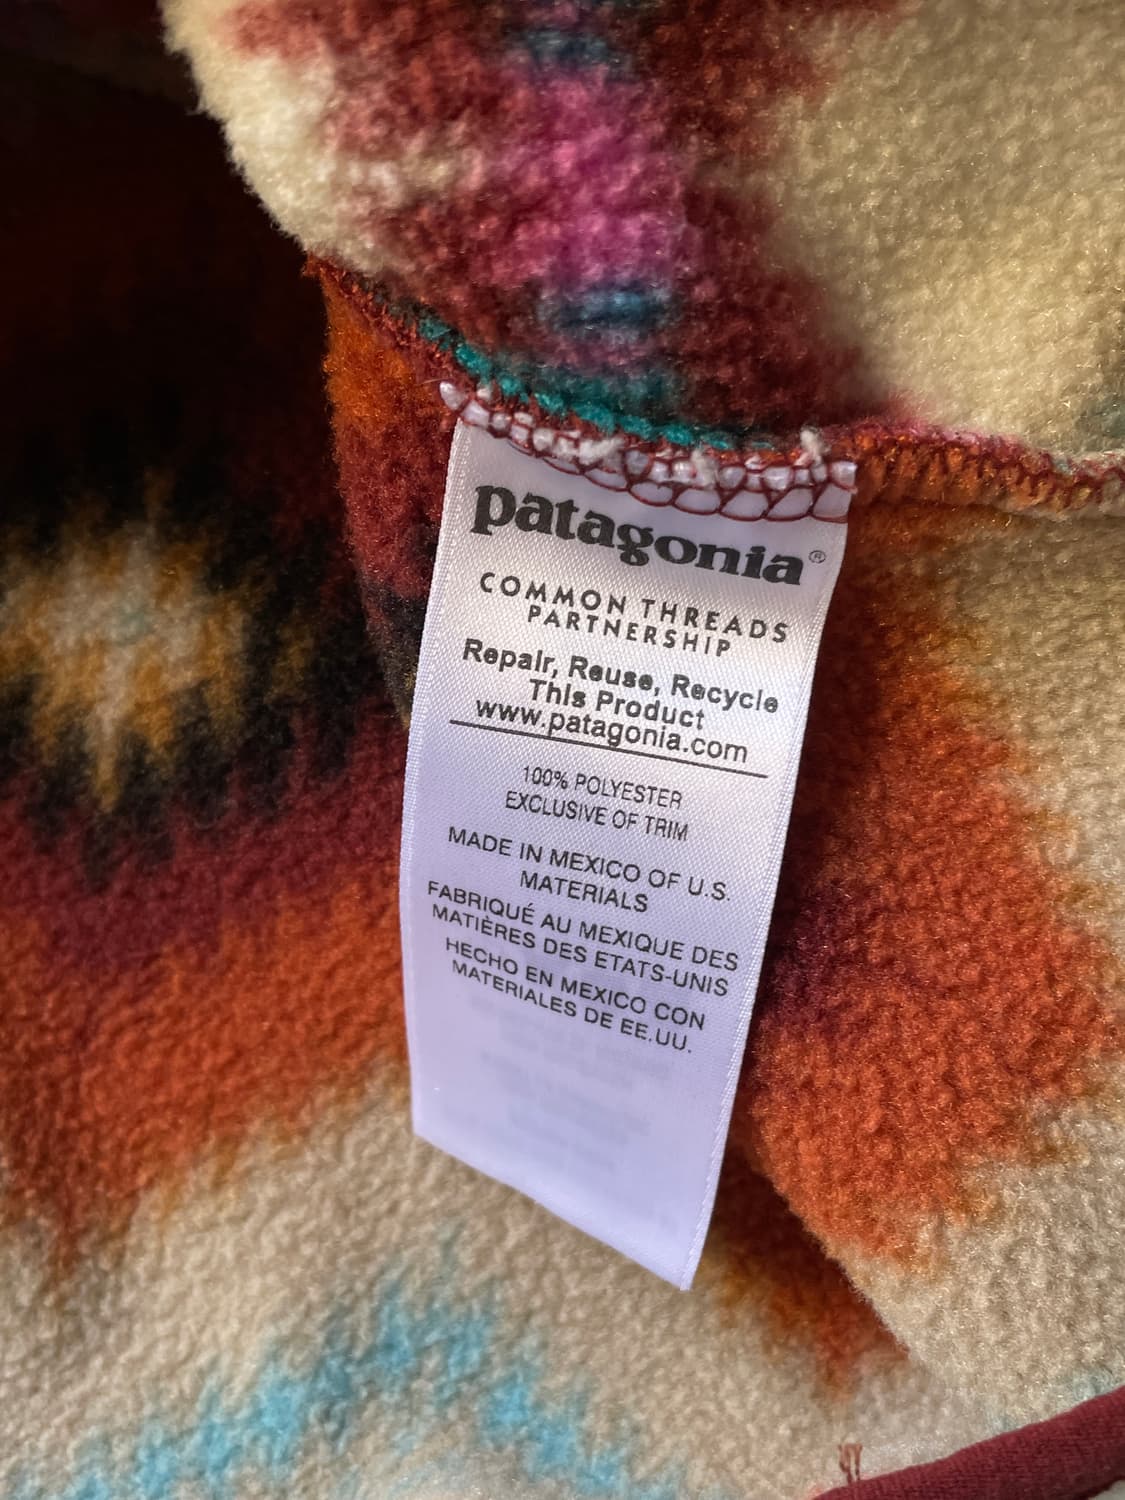 patagonia®
COMMON THREADS
PARTNERSHIP
Repair, Reuse, Recycle
This Product
www.patagonia.com
100% POLYESTER
EXCLUSIVE OF TRIM
MADE IN MEXICO OF U.S.
MATERIALS
FABRIQUÉ AU MEXIQUE DES
MATIÈRES DES ETATS-UNIS
HECHO EN MEXICO CON
MATERIALES DE EE.UU.